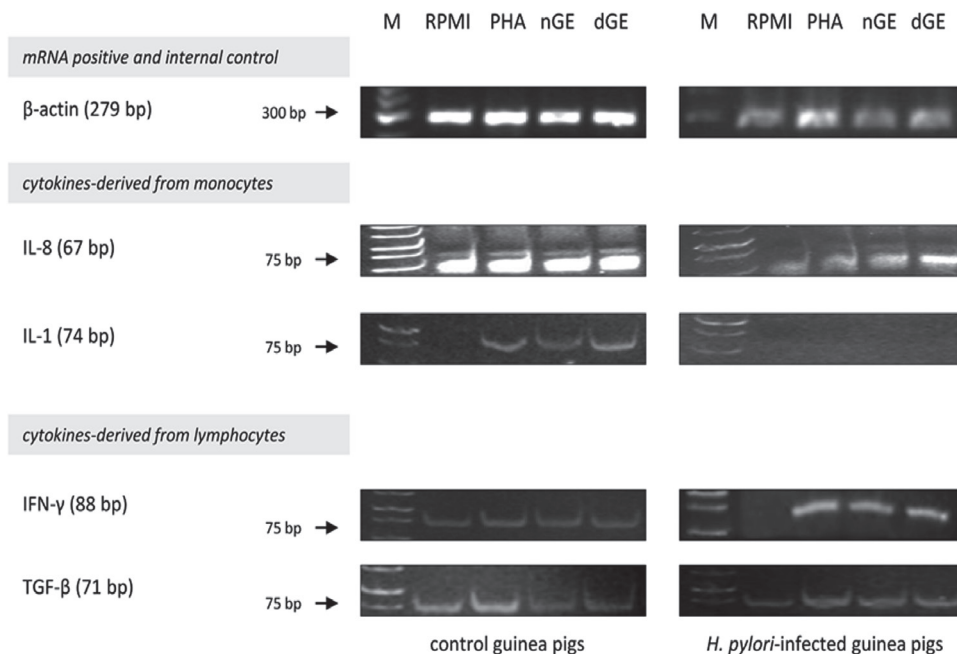 M RPMI PHA nGE dGE M RPMI PHA nGE dGE
mRNA positive and internal control
β-actin (279 bp) 300 bp
cytokines-derived from monocytes
IL-8 (67 bp) 75 bp
IL-1 (74 bp) 75 bp
cytokines-derived from lymphocytes
IFN-γ (88 bp) 75 bp
TGF-β (71 bp) 75 bp
control guinea pigs H. pylori-infected guinea pigs